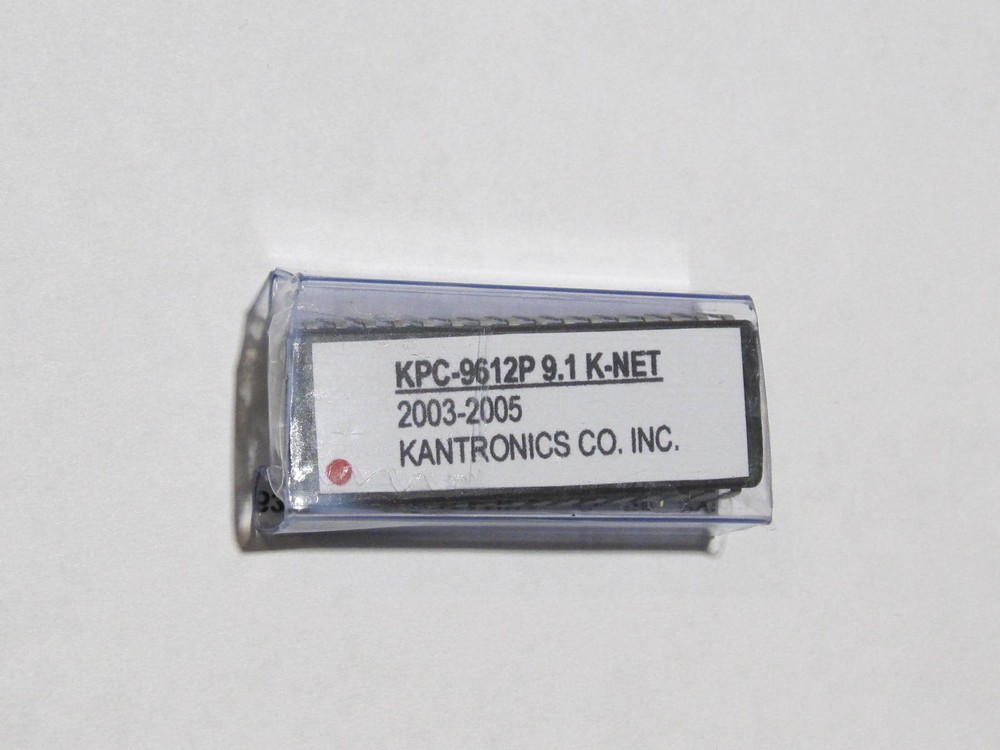 KPC-9612P 9.1 K-NET
2003-2005
KANTRONICS CO. INC.